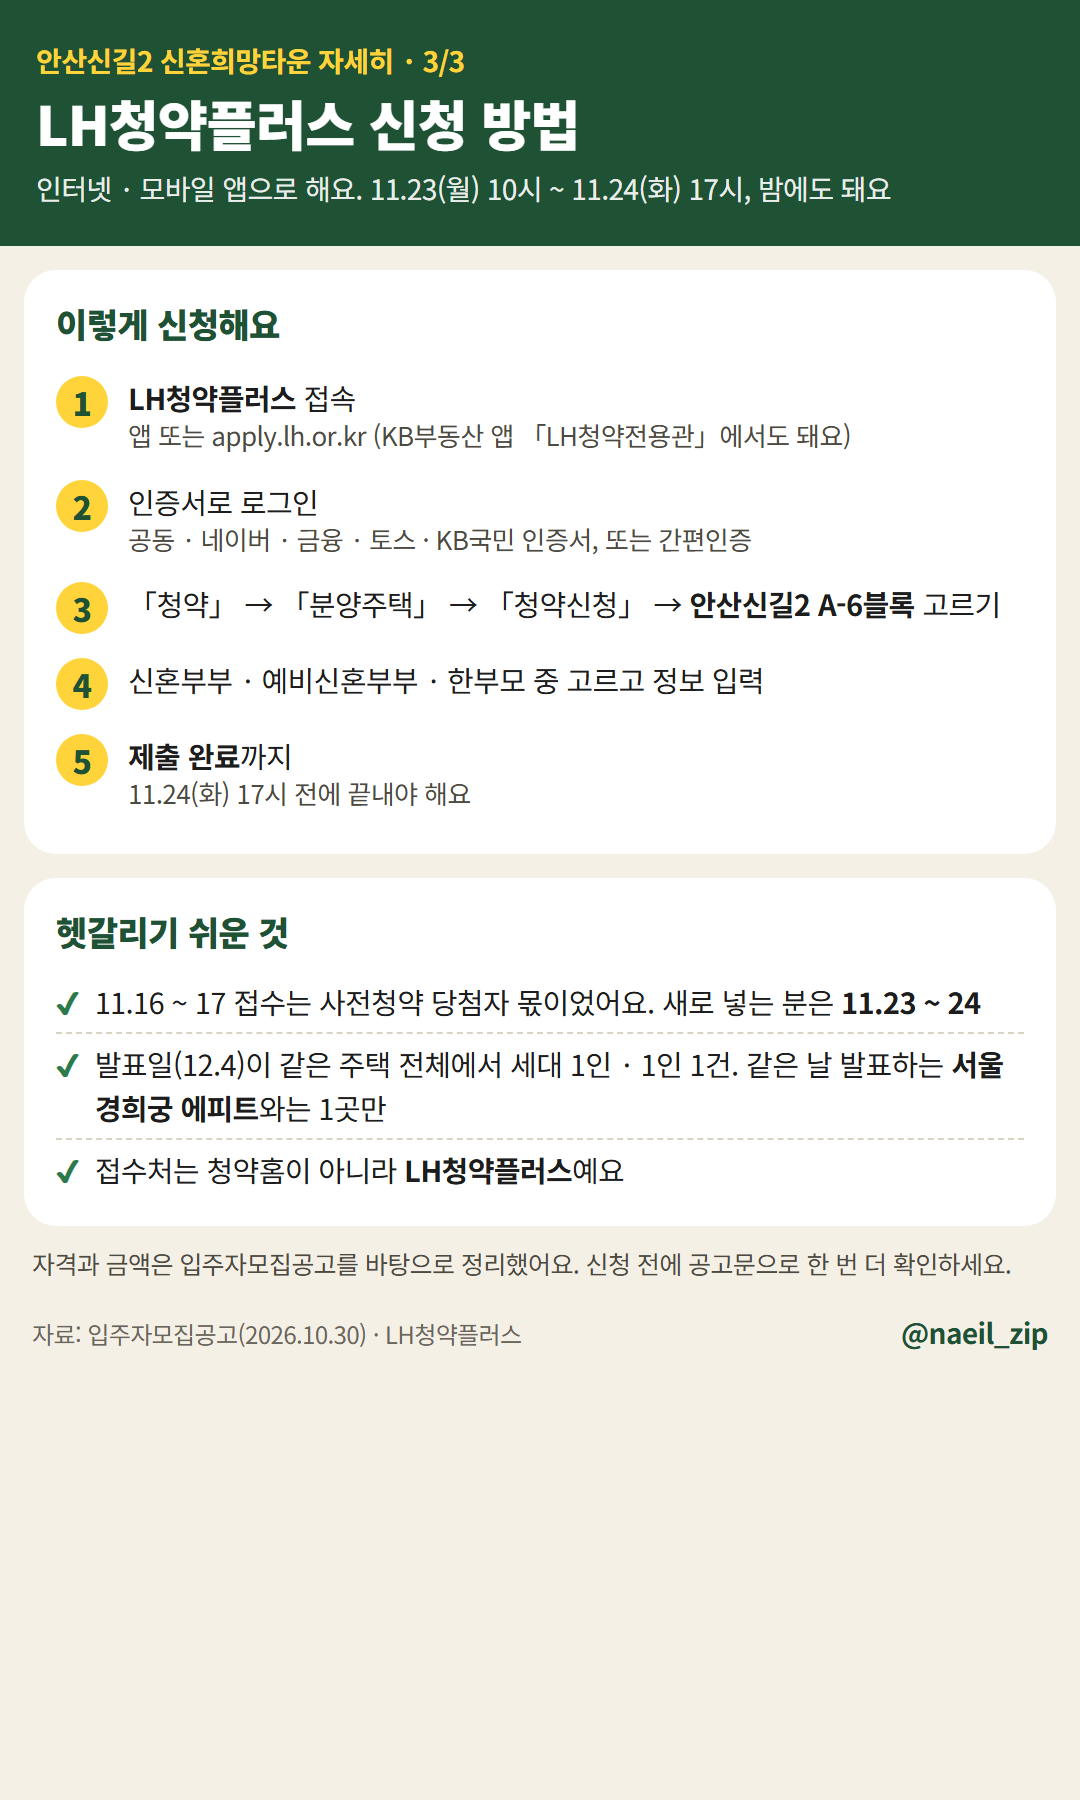 안산신길2 신혼희망타운 자세히 · 3/3
LH청약플러스 신청 방법
인터넷 · 모바일 앱으로 해요. 11.23(월) 10시 ~ 11.24(화) 17시, 밤에도 돼요
이렇게 신청해요
1 LH청약플러스 접속
앱 또는 apply.lh.or.kr (KB부동산 앱 「LH청약전용관」에서도 돼요)
2 인증서로 로그인
공동 · 네이버 · 금융 · 토스 · KB국민 인증서, 또는 간편인증
3 「청약」 → 「분양주택」 → 「청약신청」 → 안산신길2 A-6블록 고르기
4 신혼부부 · 예비신혼부부 · 한부모 중 고르고 정보 입력
5 제출 완료까지
11.24(화) 17시 전에 끝내야 해요
헷갈리기 쉬운 것
✔ 11.16 ~ 17 접수는 사전청약 당첨자 몫이었어요. 새로 넣는 분은 11.23 ~ 24
✔ 발표일(12.4)이 같은 주택 전체에서 세대 1인 · 1인 1건. 같은 날 발표하는 서울
경희궁 에피트와는 1곳만
✔ 접수처는 청약홈이 아니라 LH청약플러스예요
자격과 금액은 입주자모집공고를 바탕으로 정리했어요. 신청 전에 공고문으로 한 번 더 확인하세요.
자료: 입주자모집공고(2026.10.30) · LH청약플러스
@naeil_zip